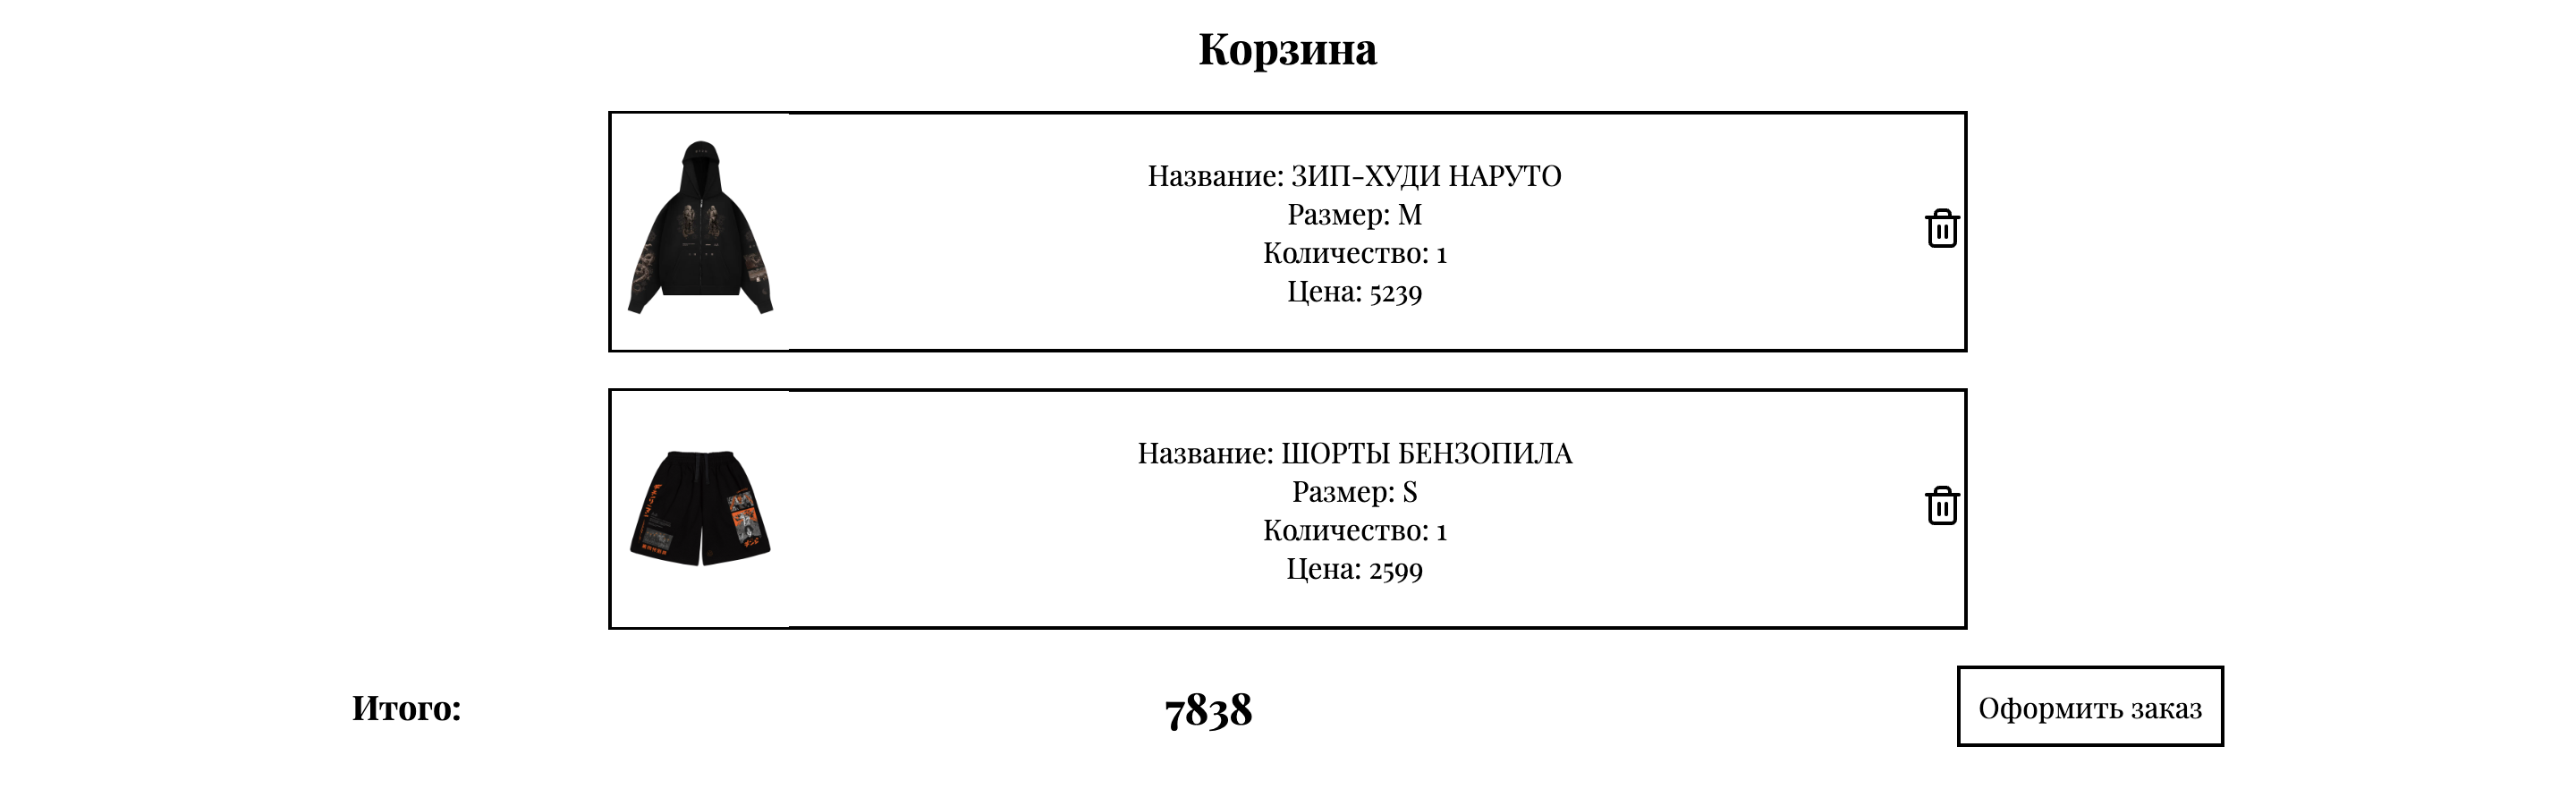 Корзина
Название: ЗИП-ХУДИ НАРУТО
Размер: M
Количество: 1
Цена: 5239
Название: ШОРТЫ БЕНЗОПИЛА
Размер: S
Количество: 1
Цена: 2599
Итого:
7838
Оформить заказ